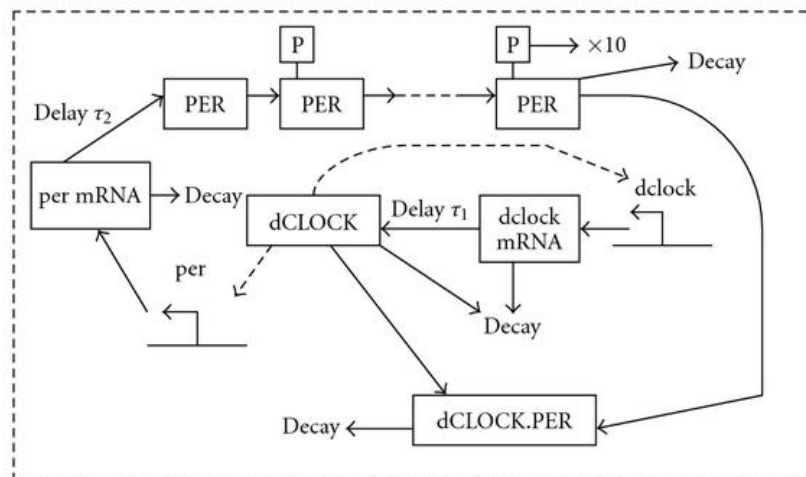 P
P
×10
Decay
PER
PER
PER
Delay τ2
per mRNA
Decay
dCLOCK
Delay τ1
dclock
mRNA
dclock
per
Decay
dCLOCK.PER
Decay